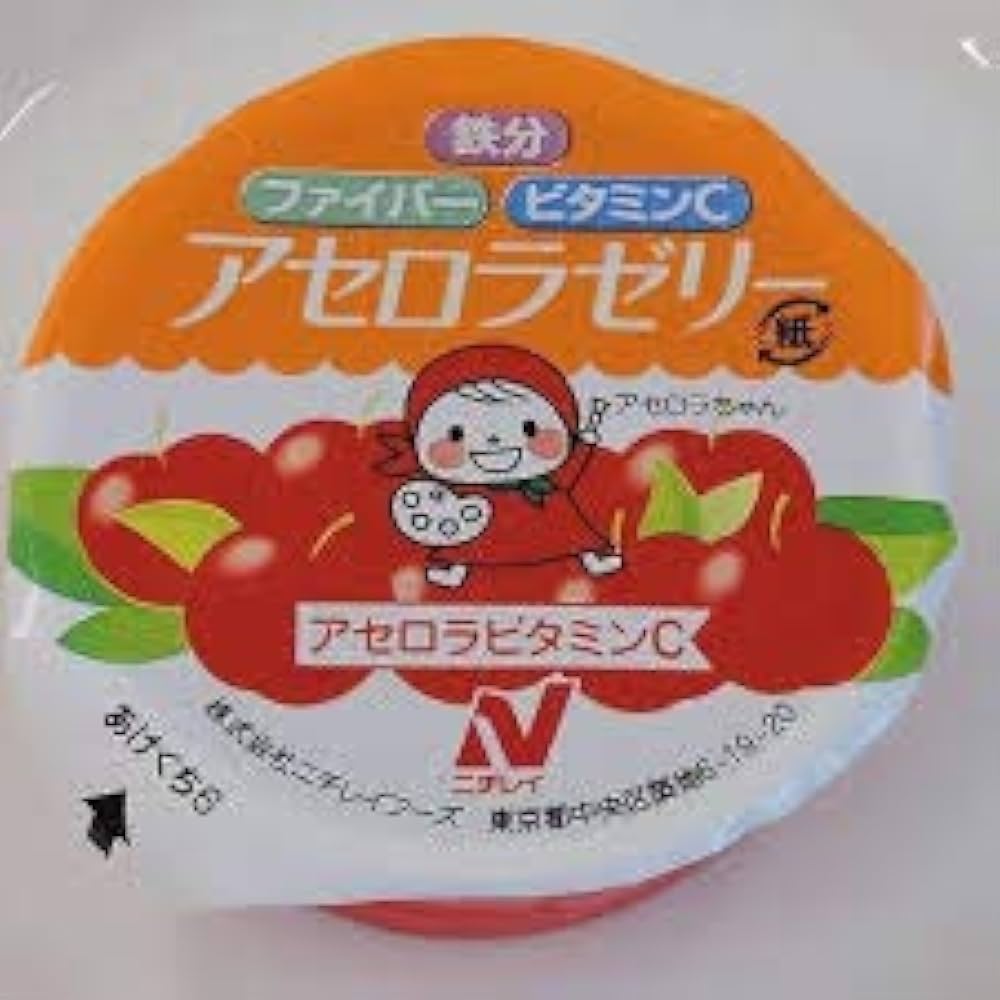 鉄分
ファイバー ビタミンC
アセロラゼリー
紙
アセロラちゃん
アセロラビタミンC
ニチレイ
あけくち
株式会社ニチレイフーズ 東京都中央区築地6-19-20